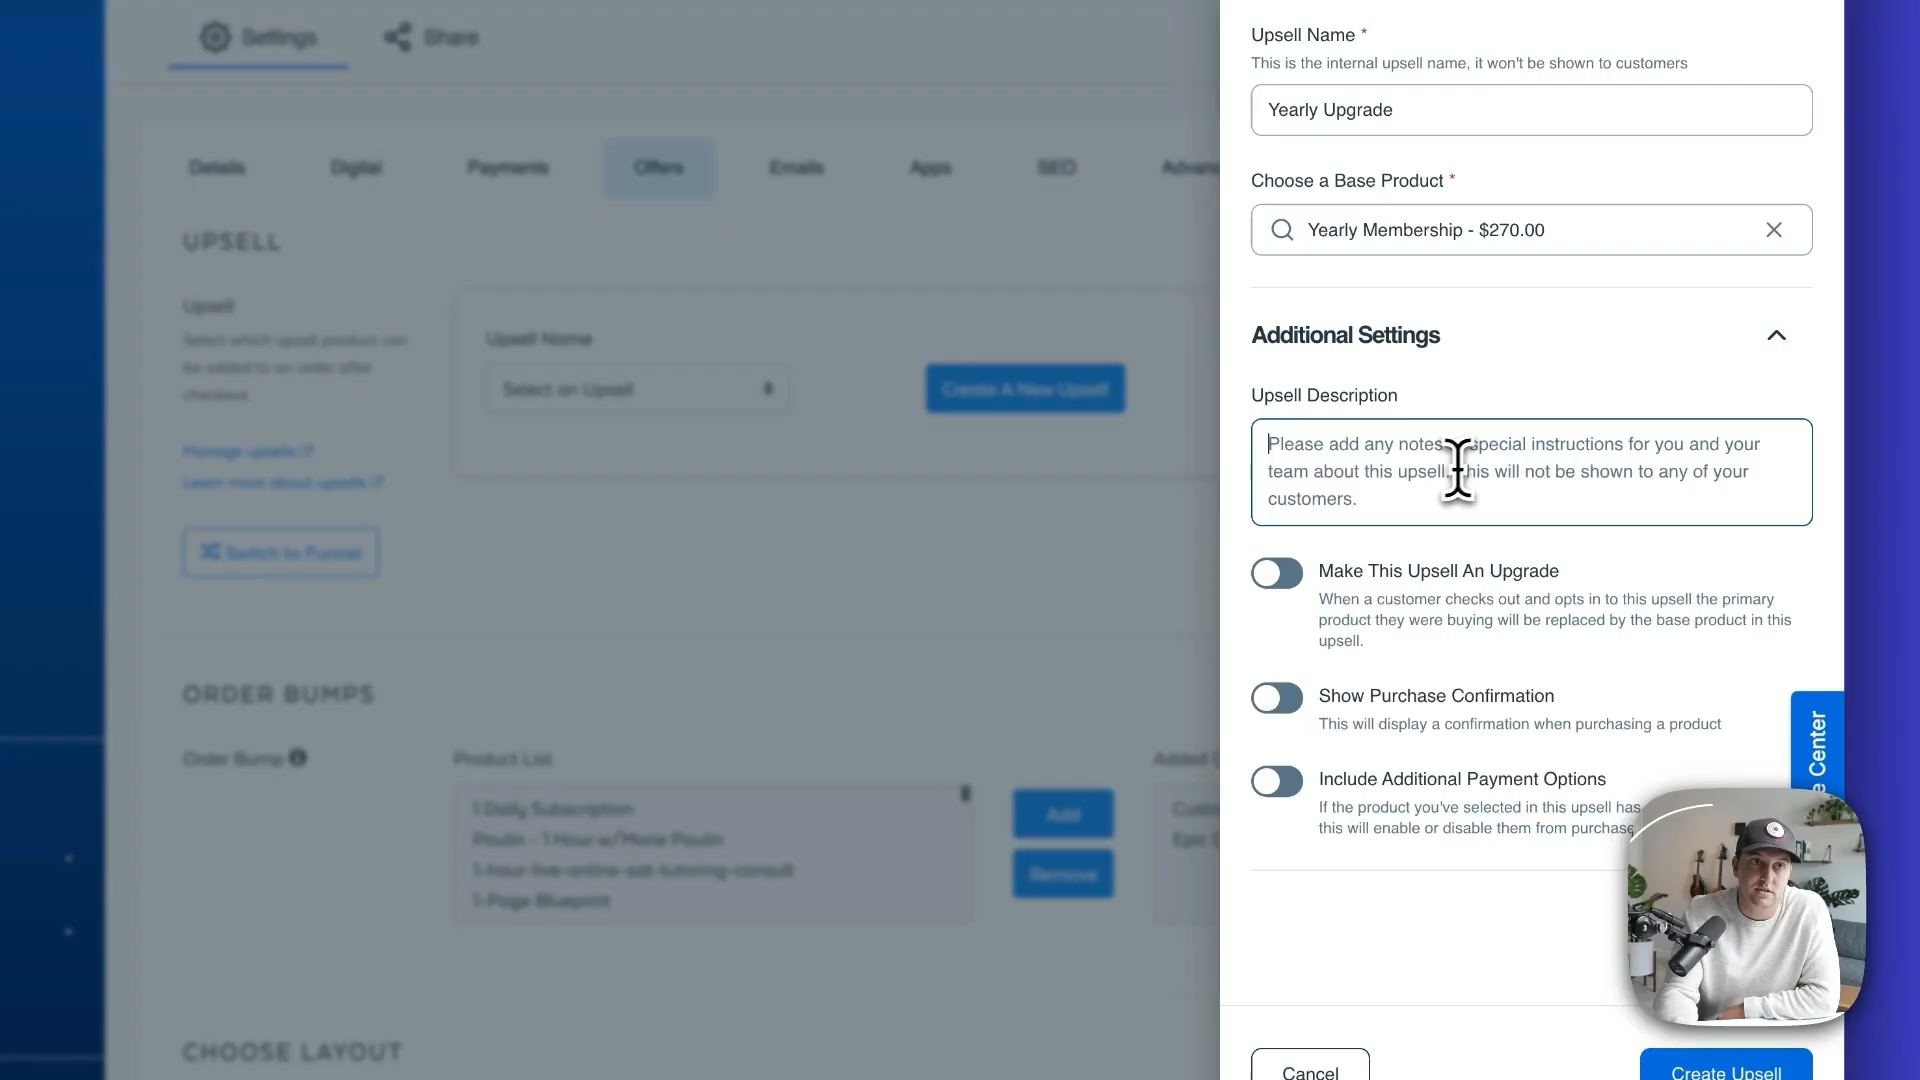 Settings
Share
Details
Digital
Payments
Offers
Emails
Apps
SEO
UPSELL
Upsell
Select which upsell product can
be added to an order after
checkout.
Manage upsells
Learn more about upsells
Switch to Funnel
Upsell Name
Select an Upsell
Create A New Upsell
ORDER BUMPS
Order Bump
Product List
1 Daily Subscription
Poulin - 1 Hour w/Marie Poulin
1-hour-live-online-sat-tutoring-consult
1-Page Blueprint
Add
Remove
Added
CHOOSE LAYOUT
Upsell Name *
This is the internal upsell name, it won't be shown to customers
Yearly Upgrade
Choose a Base Product *
Yearly Membership - $270.00
Additional Settings
Upsell Description
Please add any notes special instructions for you and your
team about this upsell. his will not be shown to any of your
customers.
Make This Upsell An Upgrade
When a customer checks out and opts in to this upsell the primary
product they were buying will be replaced by the base product in this
upsell.
Show Purchase Confirmation
This will display a confirmation when purchasing a product
Include Additional Payment Options
If the product you've selected in this upsell has
this will enable or disable them from purchase
e Center
Cancel
Create Upsell